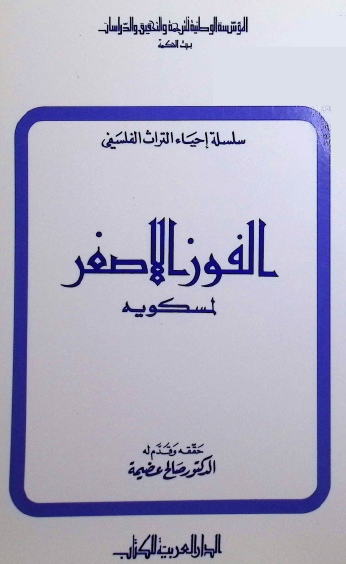 المؤسسة الوطنية للترجمة والتحقيق والدراسات
بيت الحكمة
سلسلة إحياء التراث الفلسفي
الفوز الأصغر
لمسكويه
حققه وقدم له
الدكتور صالح عضيمة
الدار العربية للكتاب